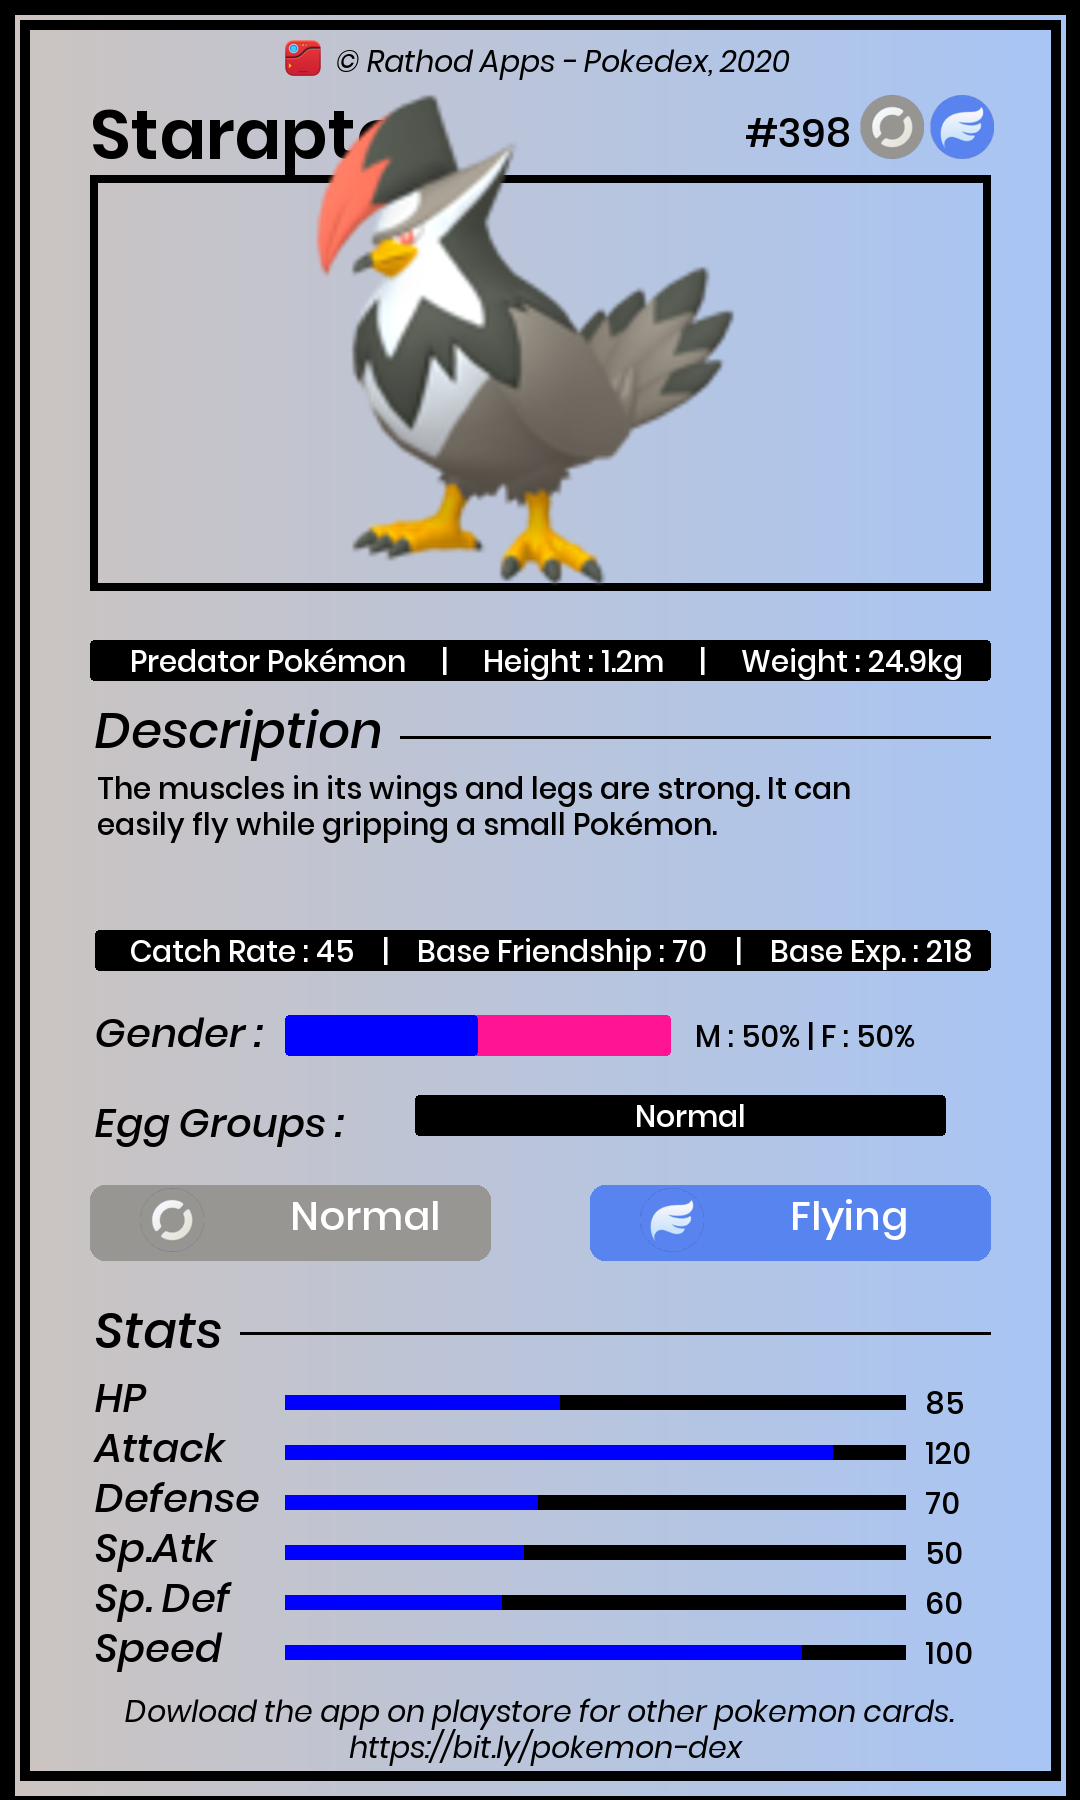 © Rathod Apps - Pokedex, 2020
#398
Predator Pokémon | Height : 1.2m | Weight : 24.9kg
Description
The muscles in its wings and legs are strong. It can
easily fly while gripping a small Pokémon.
Catch Rate : 45 | Base Friendship : 70 | Base Exp. : 218
Gender : M : 50% | F : 50%
Egg Groups : Normal
Normal Flying
Stats
HP 85
Attack 120
Defense 70
Sp.Atk 50
Sp. Def 60
Speed 100
Dowload the app on playstore for other pokemon cards.
https://bit.ly/pokemon-dex